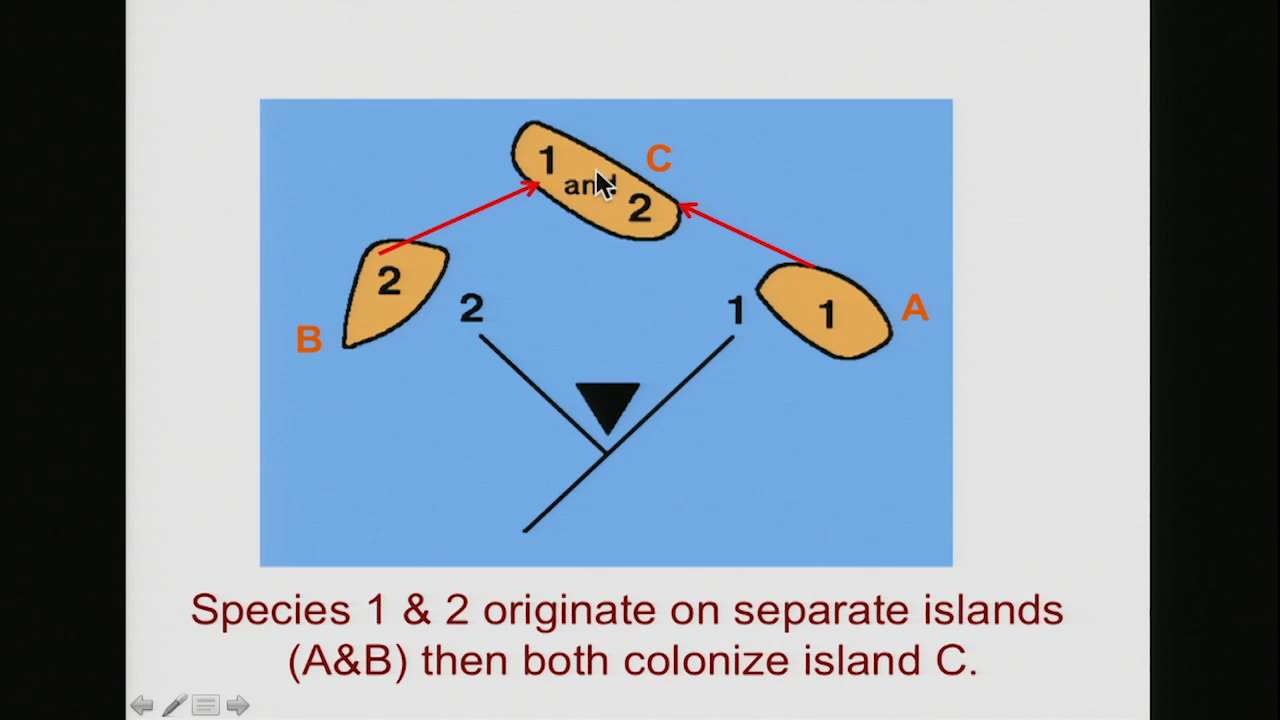 1 and 2
C
2
B
2
1
1
A
Species 1 & 2 originate on separate islands
(A&B) then both colonize island C.